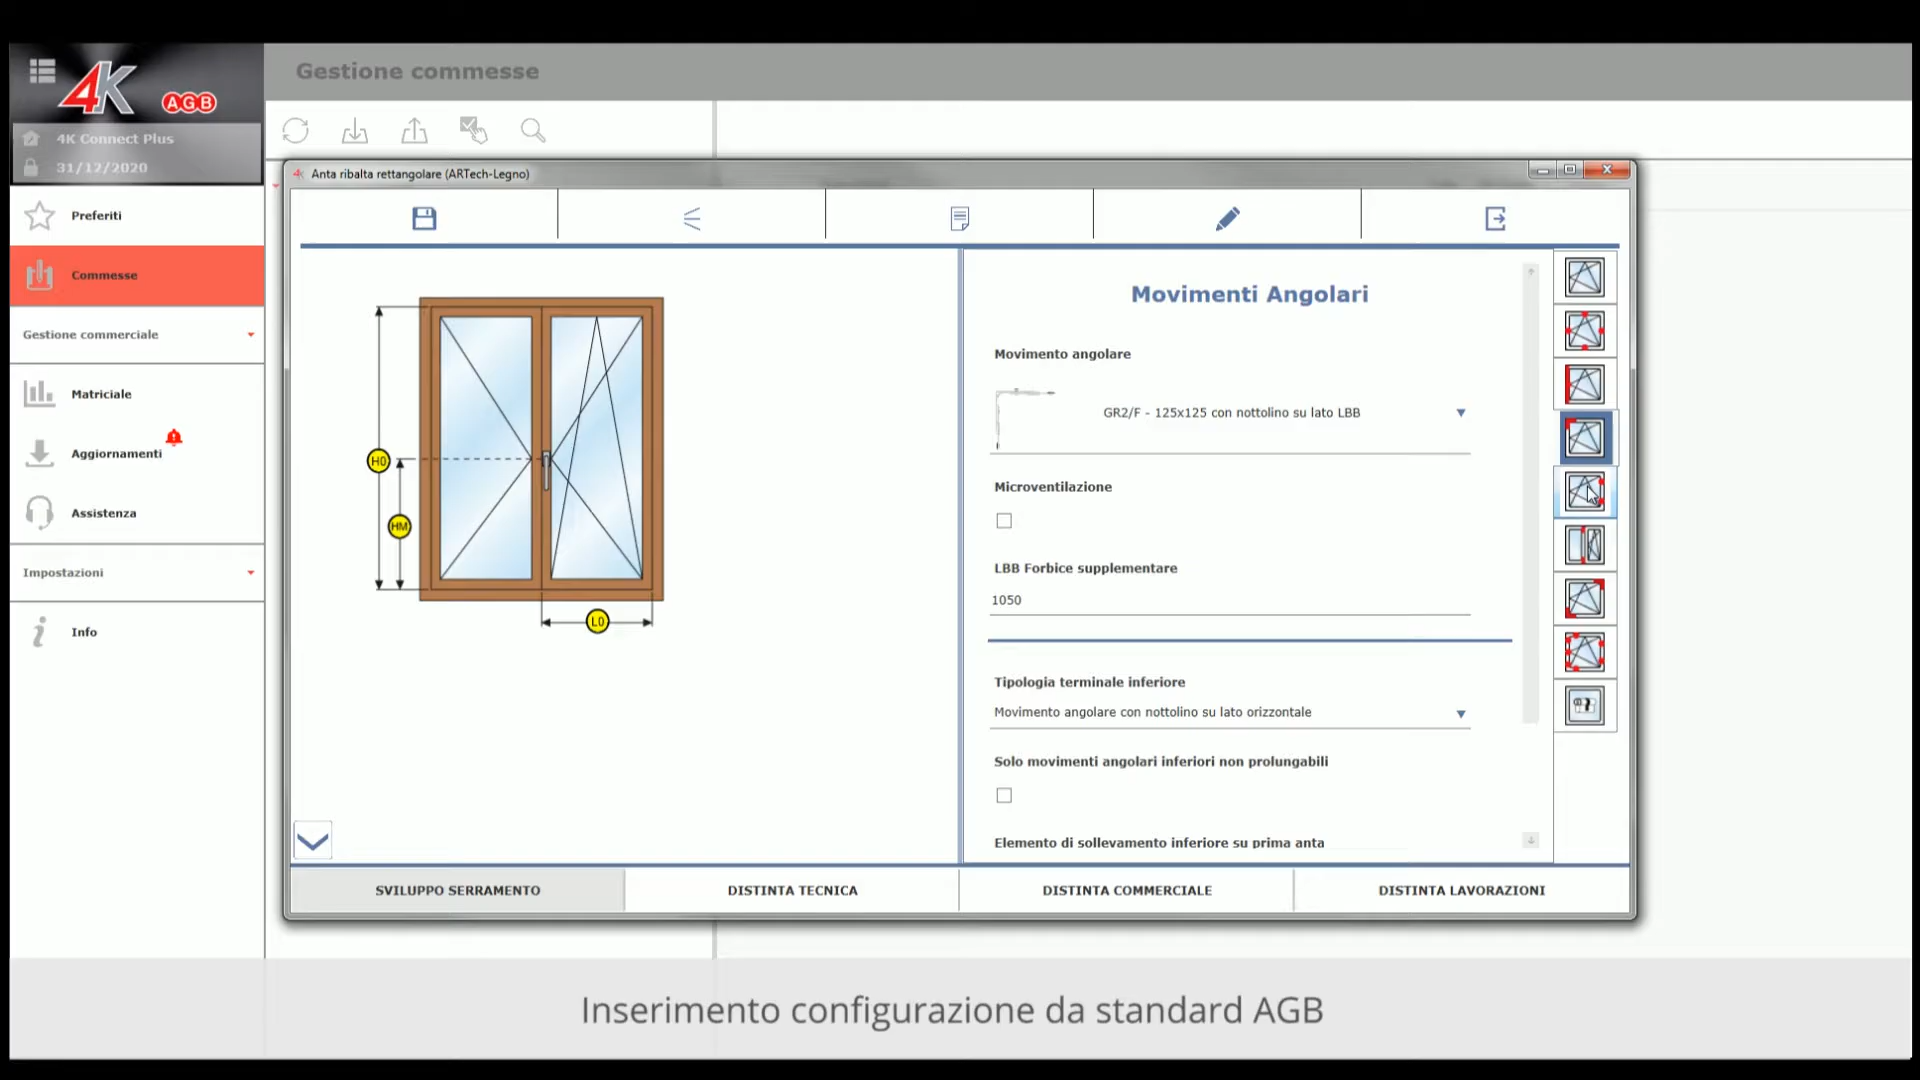 Gestione commesse
4K
AGB
4K Connect Plus
31/12/2020
Preferiti
Commesse
Gestione commerciale
Matriciale
Aggiornamenti
Assistenza
Impostazioni
Info
4K Anta ribalta rettangolare (ARTech-Legno)
H0
HM
L0
Movimenti Angolari
Movimento angolare
GR2/F - 125x125 con nottolino su lato LBB
Microventilazione
LBB Forbice supplementare
1050
Tipologia terminale inferiore
Movimento angolare con nottolino su lato orizzontale
Solo movimenti angolari inferiori non prolungabili
Elemento di sollevamento inferiore su prima anta
SVILUPPO SERRAMENTO
DISTINTA TECNICA
DISTINTA COMMERCIALE
DISTINTA LAVORAZIONI
Inserimento configurazione da standard AGB